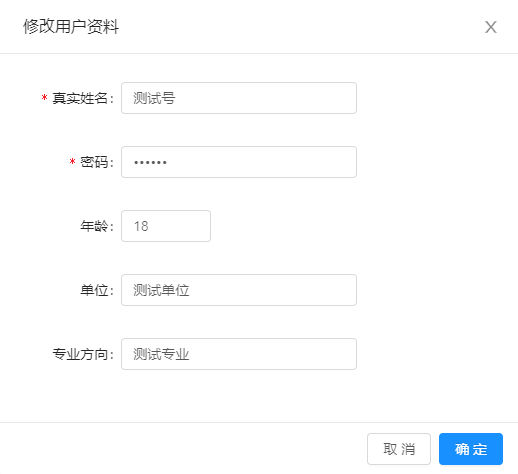 修改用户资料 X
* 真实姓名: 测试号
* 密码: ••••••
年龄: 18
单位: 测试单位
专业方向: 测试专业
取 消 确 定